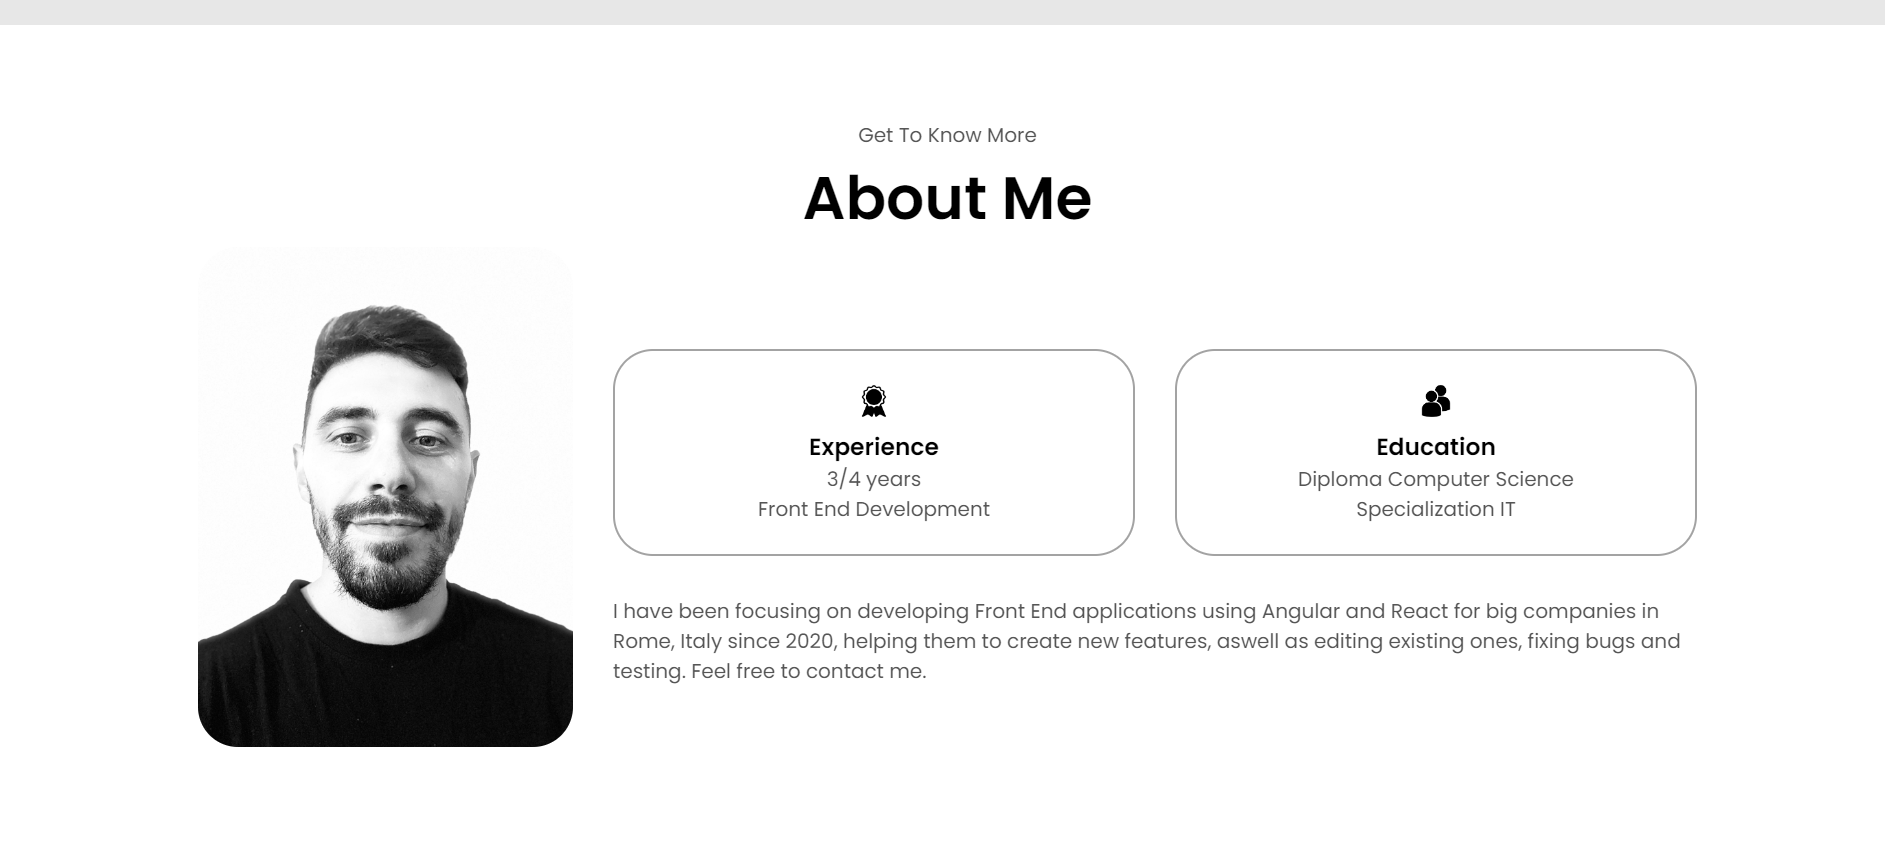 Get To Know More
About Me
Experience
3/4 years
Front End Development
Education
Diploma Computer Science
Specialization IT
I have been focusing on developing Front End applications using Angular and React for big companies in
Rome, Italy since 2020, helping them to create new features, aswell as editing existing ones, fixing bugs and
testing. Feel free to contact me.